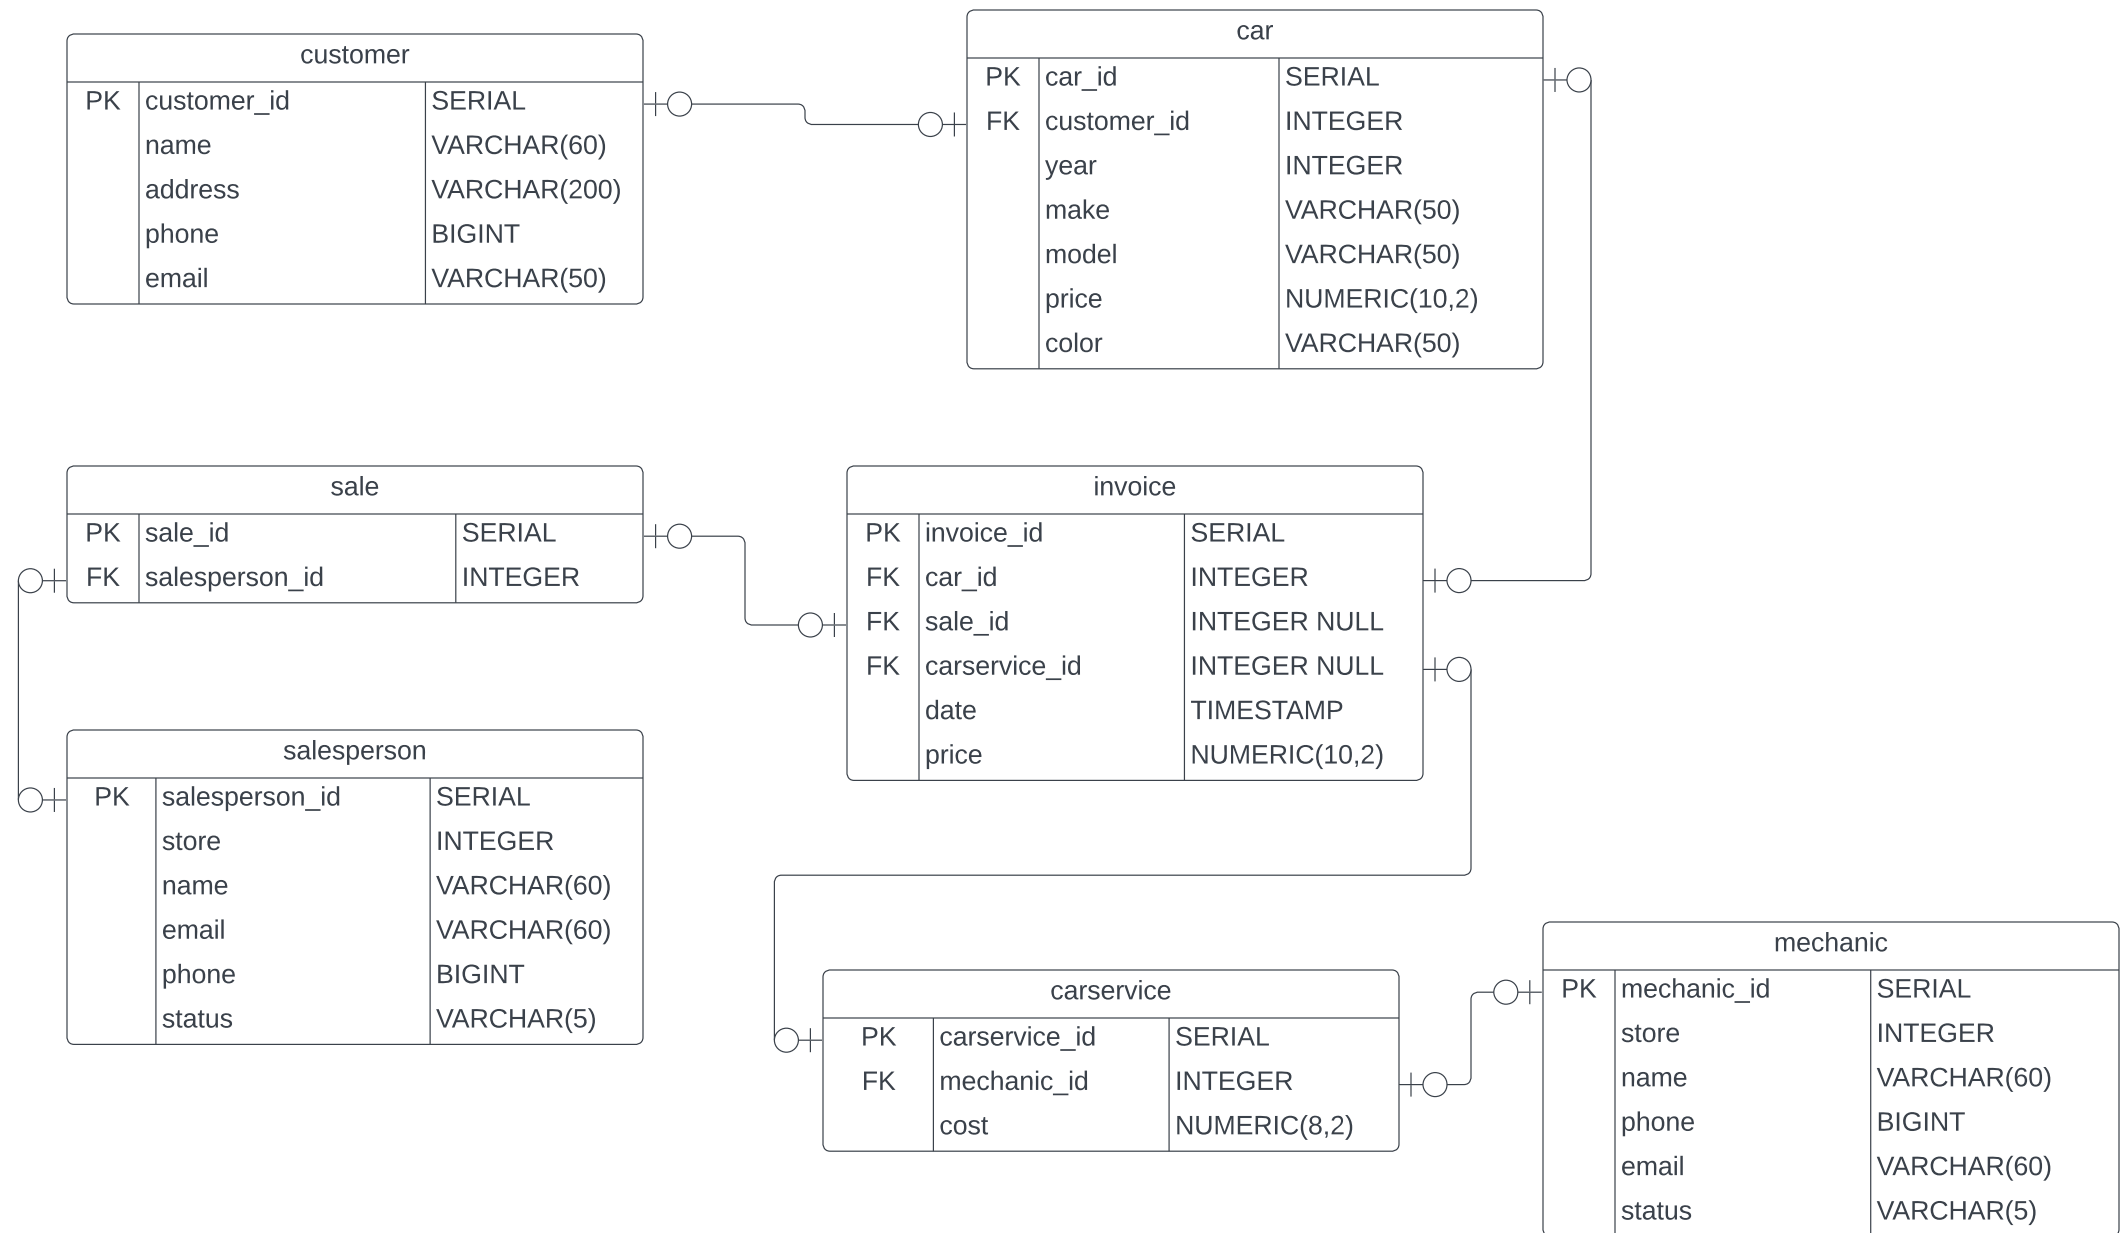 customer
PK customer_id SERIAL
name VARCHAR(60)
address VARCHAR(200)
phone BIGINT
email VARCHAR(50)
car
PK car_id SERIAL
FK customer_id INTEGER
year INTEGER
make VARCHAR(50)
model VARCHAR(50)
price NUMERIC(10,2)
color VARCHAR(50)
sale
PK sale_id SERIAL
FK salesperson_id INTEGER
invoice
PK invoice_id SERIAL
FK car_id INTEGER
FK sale_id INTEGER NULL
FK carservice_id INTEGER NULL
date TIMESTAMP
price NUMERIC(10,2)
salesperson
PK salesperson_id SERIAL
store INTEGER
name VARCHAR(60)
email VARCHAR(60)
phone BIGINT
status VARCHAR(5)
carservice
PK carservice_id SERIAL
FK mechanic_id INTEGER
cost NUMERIC(8,2)
mechanic
PK mechanic_id SERIAL
store INTEGER
name VARCHAR(60)
phone BIGINT
email VARCHAR(60)
status VARCHAR(5)